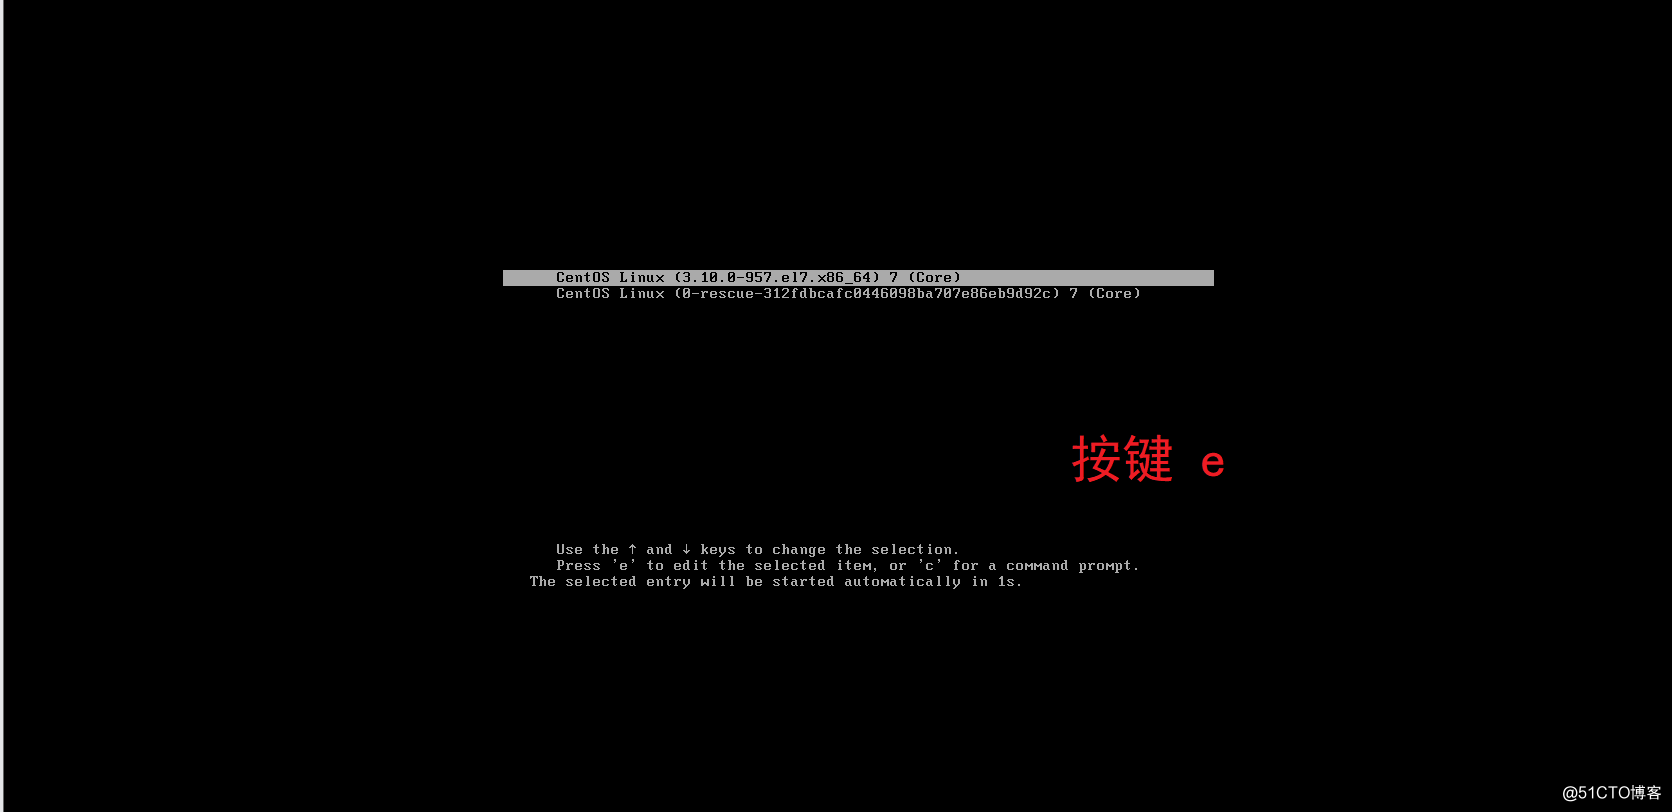 CentOS Linux (3.10.0-957.el7.x86_64) 7 (Core)
CentOS Linux (0-rescue-312fdbcafc0446098ba707e86eb9d92c) 7 (Core)
按键 e
Use the ↑ and ↓ keys to change the selection.
Press 'e' to edit the selected item, or 'c' for a command prompt.
The selected entry will be started automatically in 1s.
@51CTO博客